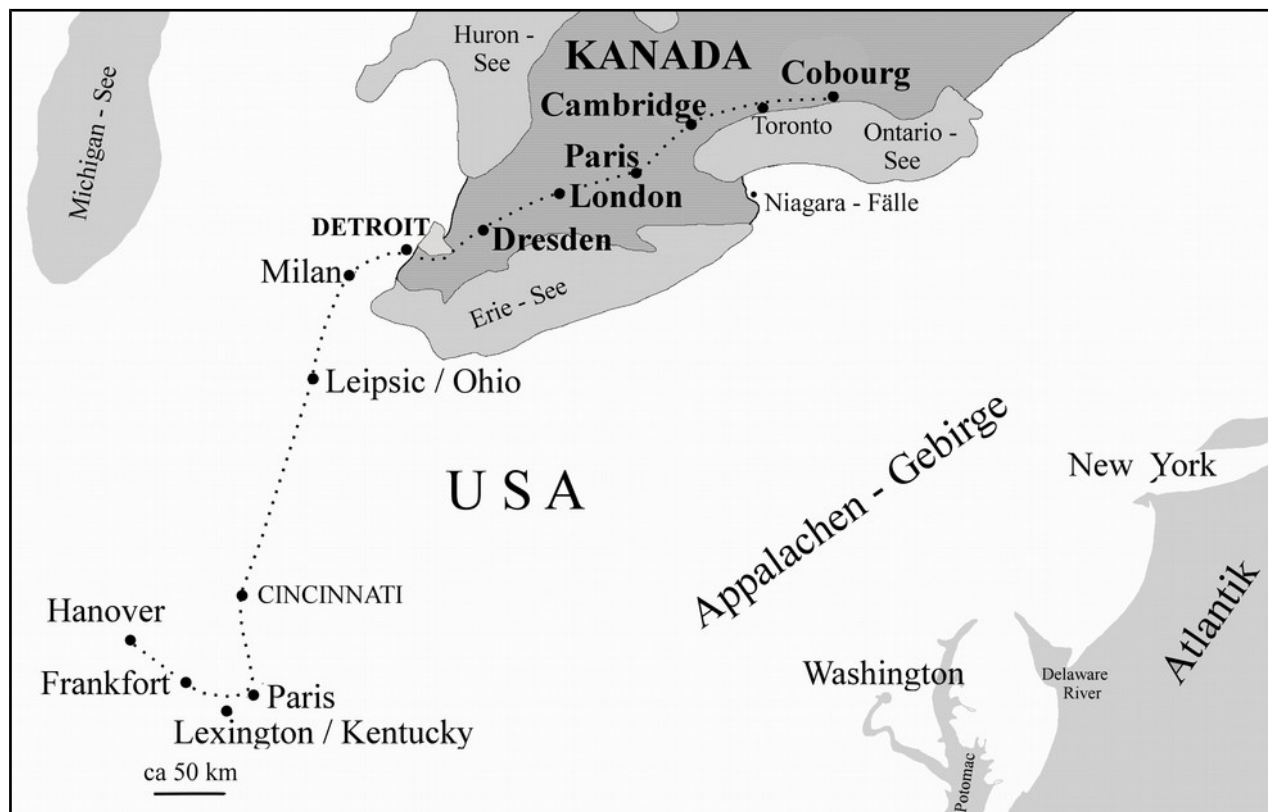 Huron -
See
KANADA
Cobourg
Cambridge
Toronto
Ontario -
See
Michigan - See
Paris
London
Niagara - Fälle
DETROIT
Dresden
Milan
Erie - See
Leipsic / Ohio
Appalachen - Gebirge
New York
U S A
Atlantik
CINCINNATI
Hanover
Washington
Delaware
River
Frankfort
Paris
Lexington / Kentucky
ca 50 km
Potomac